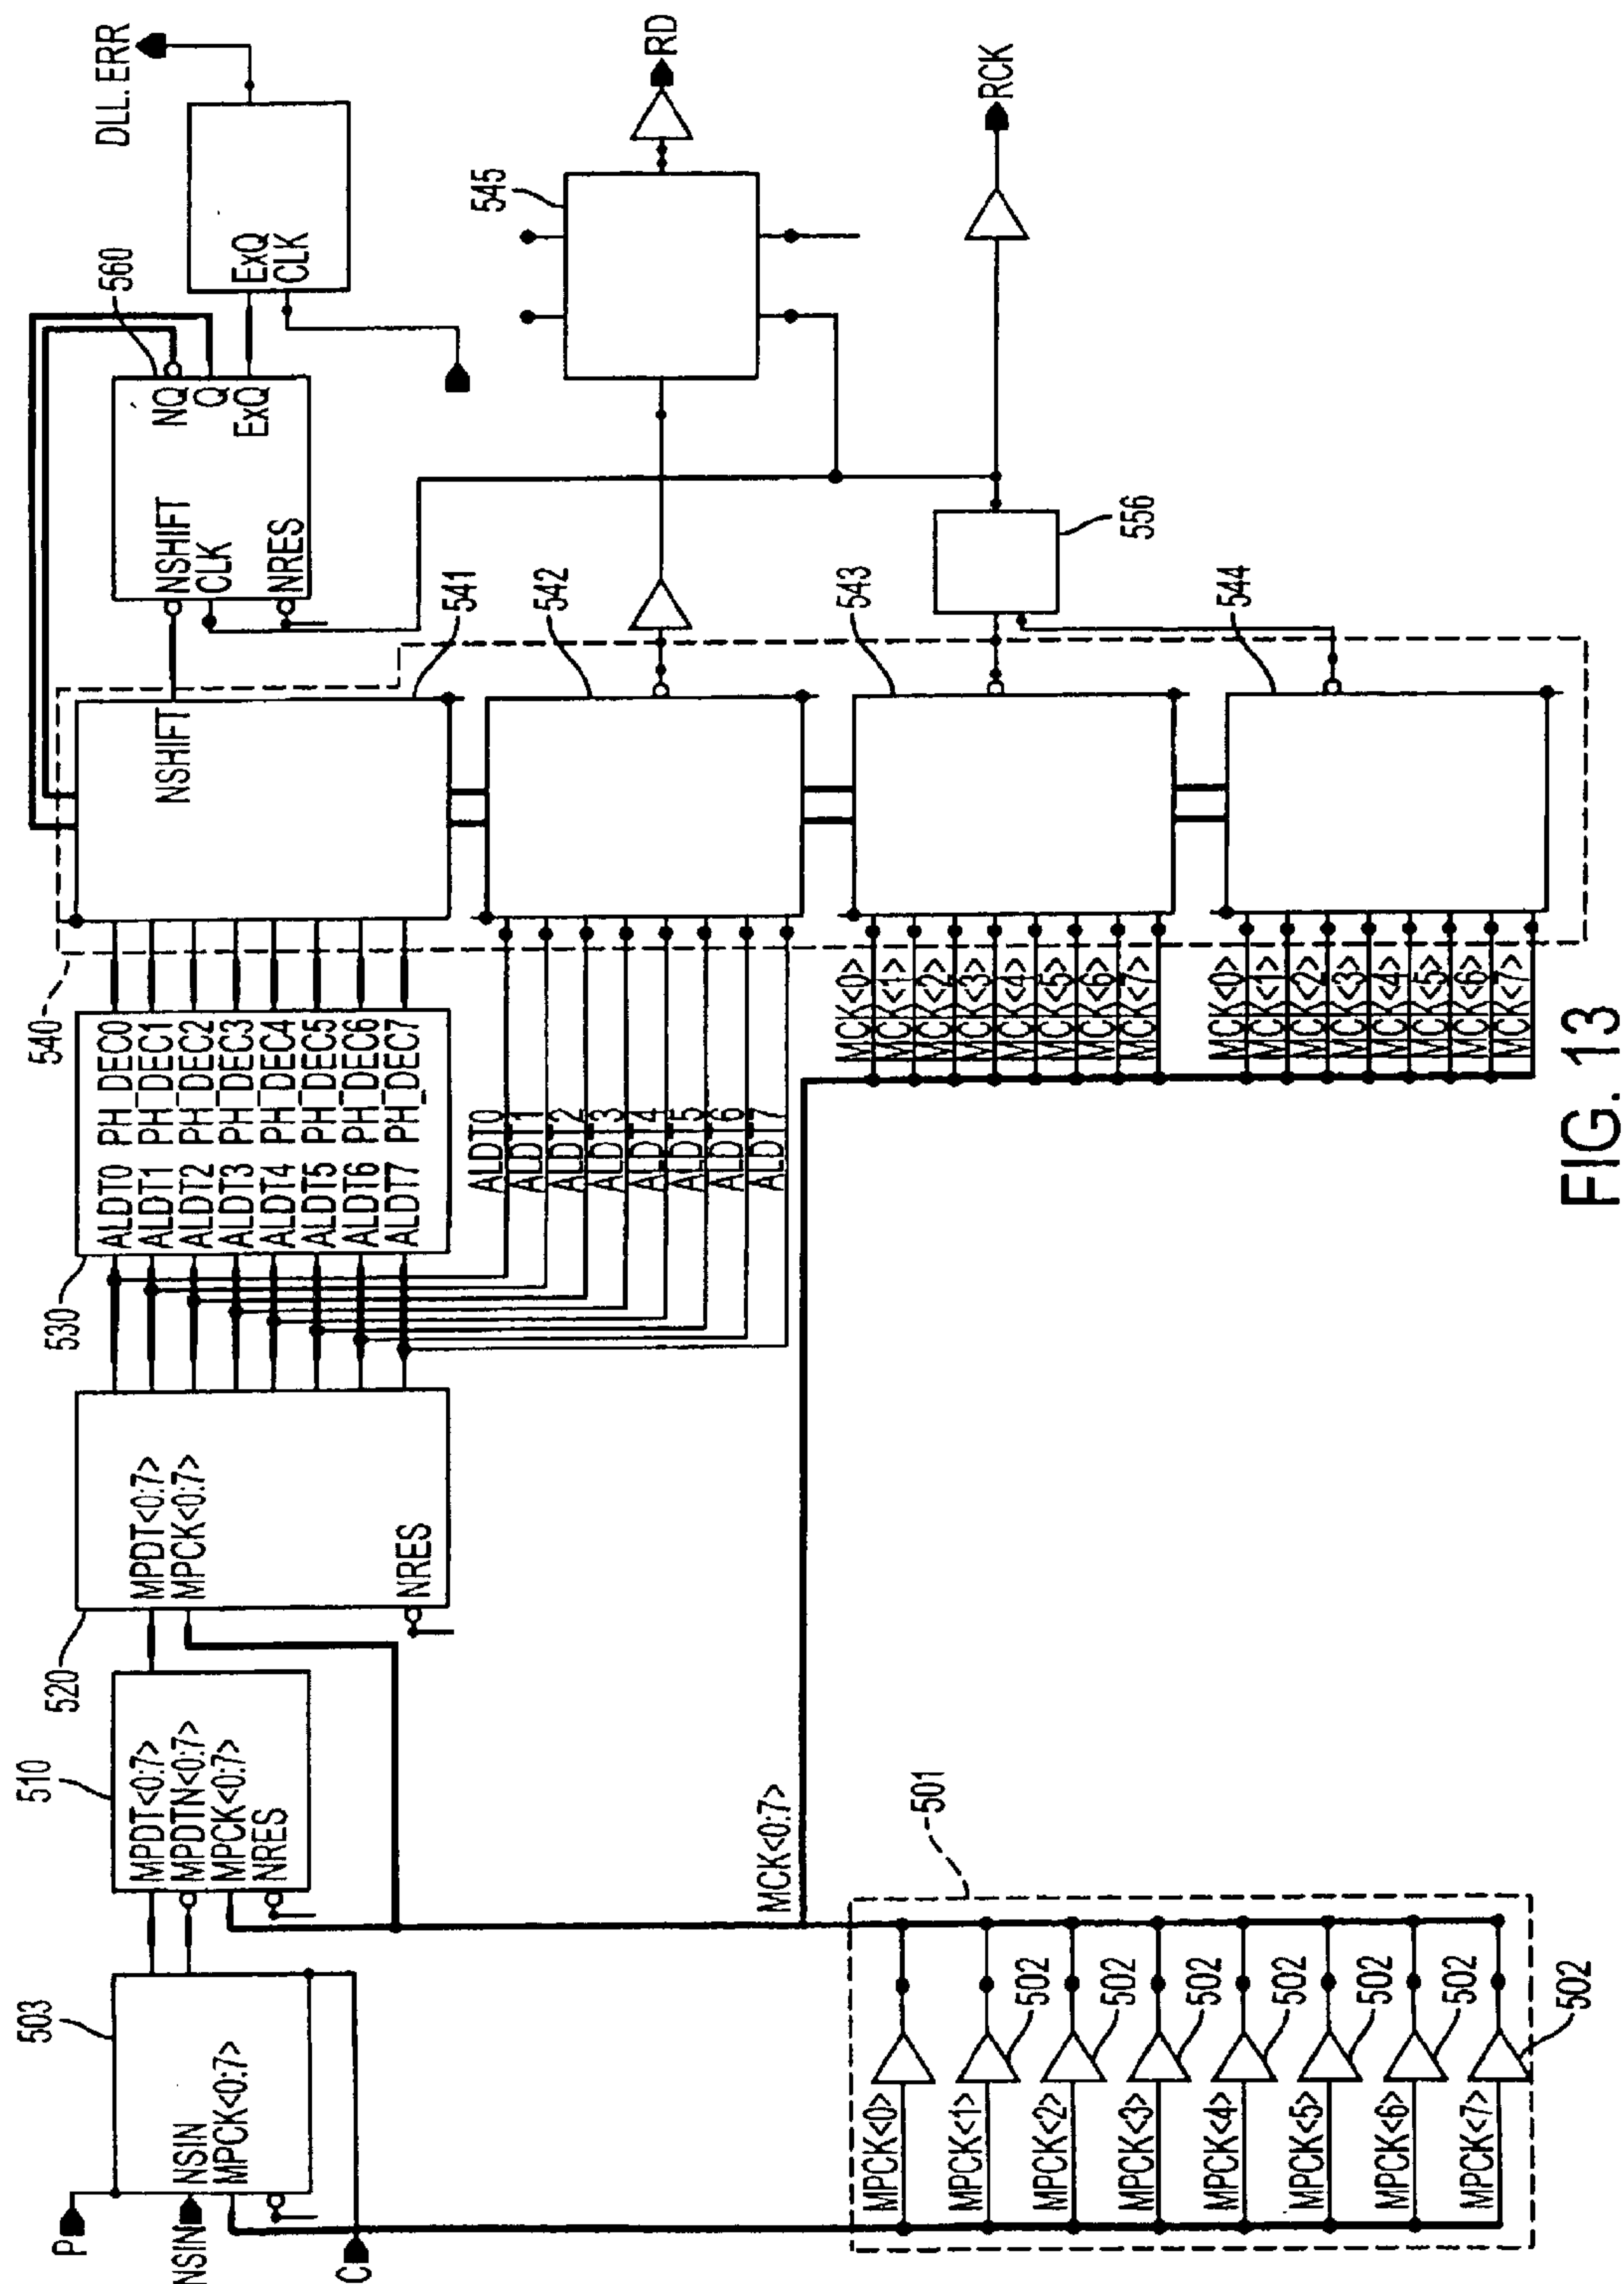 P
NSIN
C
503
NSIN
MPCK<0:7>
510
MPDT<0:7>
MPDTN<0:7>
MPCK<0:7>
NRES
520
MPDT<0:7>
MPCK<0:7>
NRES
530
ALDT0 PH_DEC0
ALDT1 PH_DEC1
ALDT2 PH_DEC2
ALDT3 PH_DEC3
ALDT4 PH_DEC4
ALDT5 PH_DEC5
ALDT6 PH_DEC6
ALDT7 PH_DEC7
540
NSHIFT
541
560
NSHIFT
CLK
NRES
NQ
Q
ExQ
ExQ
CLK
DLL.ERR
ALDT0
ALDT1
ALDT2
ALDT3
ALDT4
ALDT5
ALDT6
ALDT7
542
545
RD
MCK<0:7>
MCK<0>
MCK<1>
MCK<2>
MCK<3>
MCK<4>
MCK<5>
MCK<6>
MCK<7>
543
556
RCK
MCK<0>
MCK<1>
MCK<2>
MCK<3>
MCK<4>
MCK<5>
MCK<6>
MCK<7>
544
501
MPCK<0>
MPCK<1>
502
MPCK<2>
502
MPCK<3>
502
MPCK<4>
502
MPCK<5>
502
MPCK<6>
502
MPCK<7>
502
FIG. 13